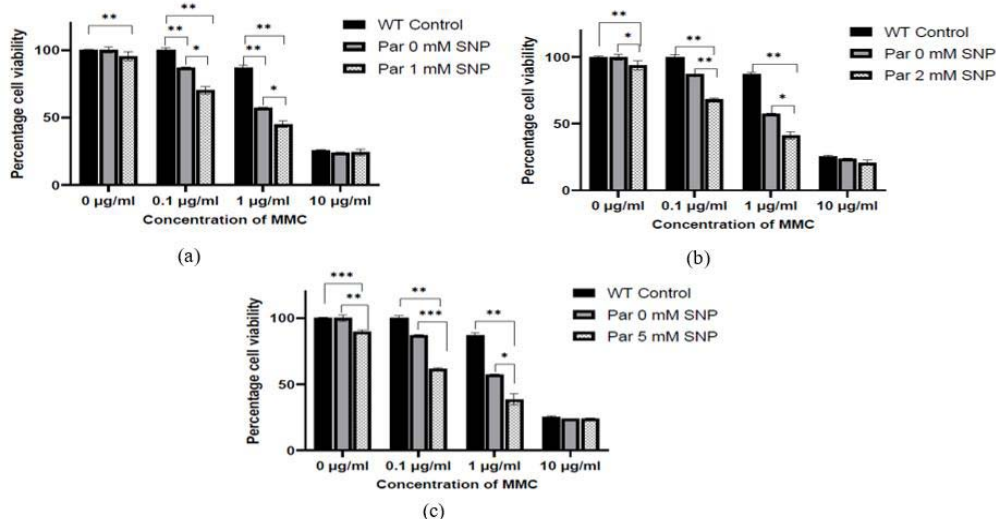 ** ** **
** * ** *
WT Control
Par 0 mM SNP
Par 1 mM SNP
Percentage cell viability
100
50
0
0 µg/ml 0.1 µg/ml 1 µg/ml 10 µg/ml
Concentration of MMC
(a)
** ** **
* ** *
WT Control
Par 0 mM SNP
Par 2 mM SNP
Percentage cell viability
100
50
0
0 µg/ml 0.1 µg/ml 1 µg/ml 10 µg/ml
Concentration of MMC
(b)
*** ** **
** *** *
WT Control
Par 0 mM SNP
Par 5 mM SNP
Percentage cell viability
100
50
0
0 µg/ml 0.1 µg/ml 1 µg/ml 10 µg/ml
Concentration of MMC
(c)